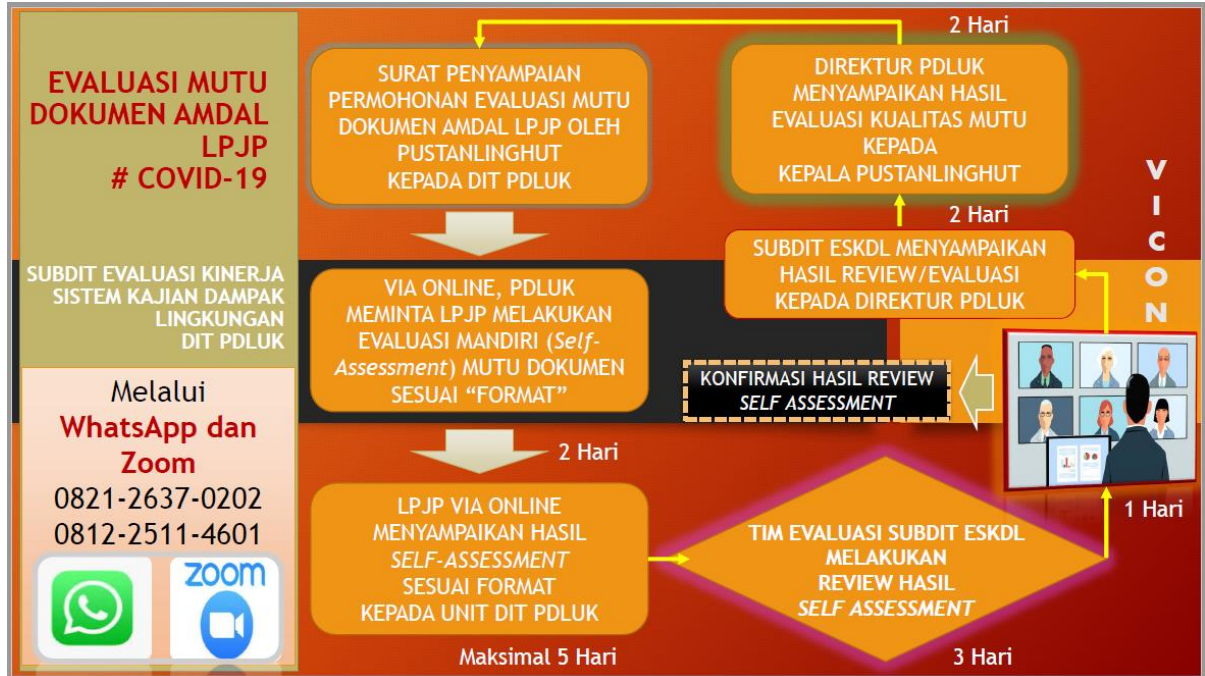 EVALUASI MUTU
DOKUMEN AMDAL
LPJP
# COVID-19
SUBDIT EVALUASI KINERJA
SISTEM KAJIAN DAMPAK
LINGKUNGAN
DIT PDLUK
Melalui
WhatsApp dan
Zoom
0821-2637-0202
0812-2511-4601
zoom
SURAT PENYAMPAIAN
PERMOHONAN EVALUASI MUTU
DOKUMEN AMDAL LPJP OLEH
PUSTANLINGHUT
KEPADA DIT PDLUK
VIA ONLINE, PDLUK
MEMINTA LPJP MELAKUKAN
EVALUASI MANDIRI (Self-
Assessment) MUTU DOKUMEN
SESUAI “FORMAT”
2 Hari
LPJP VIA ONLINE
MENYAMPAIKAN HASIL
SELF-ASSESSMENT
SESUAI FORMAT
KEPADA UNIT DIT PDLUK
Maksimal 5 Hari
TIM EVALUASI SUBDIT ESKDL
MELAKUKAN
REVIEW HASIL
SELF ASSESSMENT
3 Hari
1 Hari
VICON
KONFIRMASI HASIL REVIEW
SELF ASSESSMENT
SUBDIT ESKDL MENYAMPAIKAN
HASIL REVIEW/EVALUASI
KEPADA DIREKTUR PDLUK
2 Hari
DIREKTUR PDLUK
MENYAMPAIKAN HASIL
EVALUASI KUALITAS MUTU
KEPADA
KEPALA PUSTANLINGHUT
2 Hari